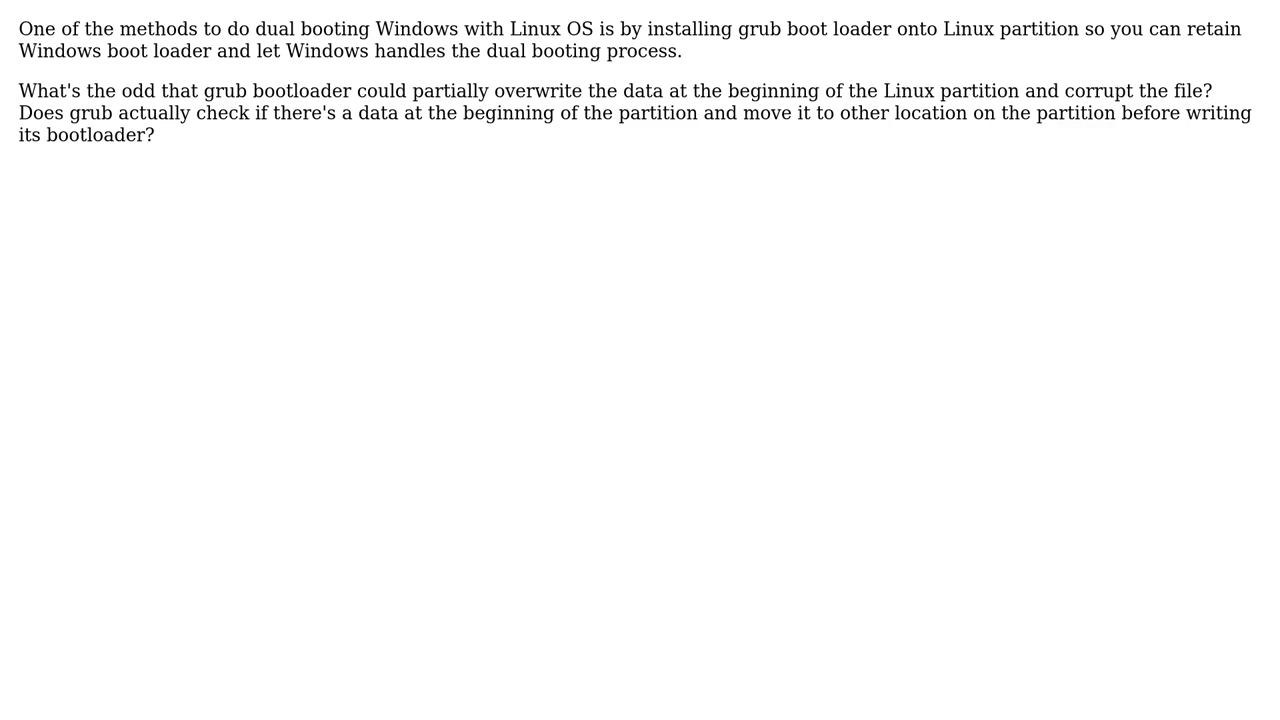 One of the methods to do dual booting Windows with Linux OS is by installing grub boot loader onto Linux partition so you can retain
Windows boot loader and let Windows handles the dual booting process.
What's the odd that grub bootloader could partially overwrite the data at the beginning of the Linux partition and corrupt the file?
Does grub actually check if there's a data at the beginning of the partition and move it to other location on the partition before writing
its bootloader?